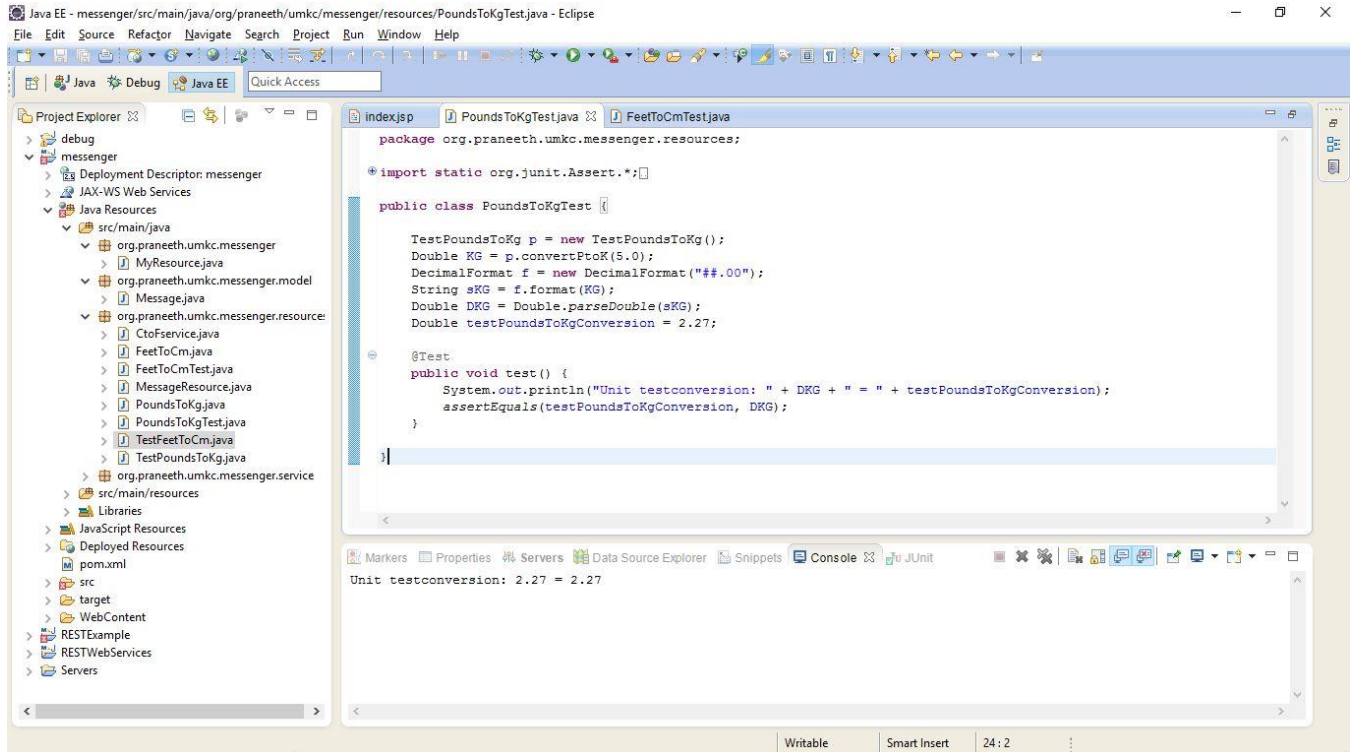 Java EE - messenger/src/main/java/org/praneeth/umkc/messenger/resources/PoundsToKgTest.java - Eclipse
File Edit Source Refactor Navigate Search Project Run Window Help
Java Debug Java EE Quick Access
Project Explorer
debug
messenger
Deployment Descriptor: messenger
JAX-WS Web Services
Java Resources
src/main/java
org.praneeth.umkc.messenger
MyResource.java
org.praneeth.umkc.messenger.model
Message.java
org.praneeth.umkc.messenger.resource
CtoFservice.java
FeetToCm.java
FeetToCmTest.java
MessageResource.java
PoundsToKg.java
PoundsToKgTest.java
TestFeetToCm.java
TestPoundsToKg.java
org.praneeth.umkc.messenger.service
src/main/resources
Libraries
JavaScript Resources
Deployed Resources
pom.xml
src
target
WebContent
RESTExample
RESTWebServices
Servers
index.jsp PoundsToKgTest.java FeetToCmTest.java
package org.praneeth.umkc.messenger.resources;
import static org.junit.Assert.*;
public class PoundsToKgTest {
TestPoundsToKg p = new TestPoundsToKg();
Double KG = p.convertPtoK(5.0);
DecimalFormat f = new DecimalFormat("##.00");
String sKG = f.format(KG);
Double DKG = Double.parseDouble(sKG);
Double testPoundsToKgConversion = 2.27;
@Test
public void test() {
System.out.println("Unit testconversion: " + DKG + " = " + testPoundsToKgConversion);
assertEquals(testPoundsToKgConversion, DKG);
}
}
Markers Properties Servers Data Source Explorer Snippets Console JUnit
Unit testconversion: 2.27 = 2.27
Writable Smart Insert 24:2